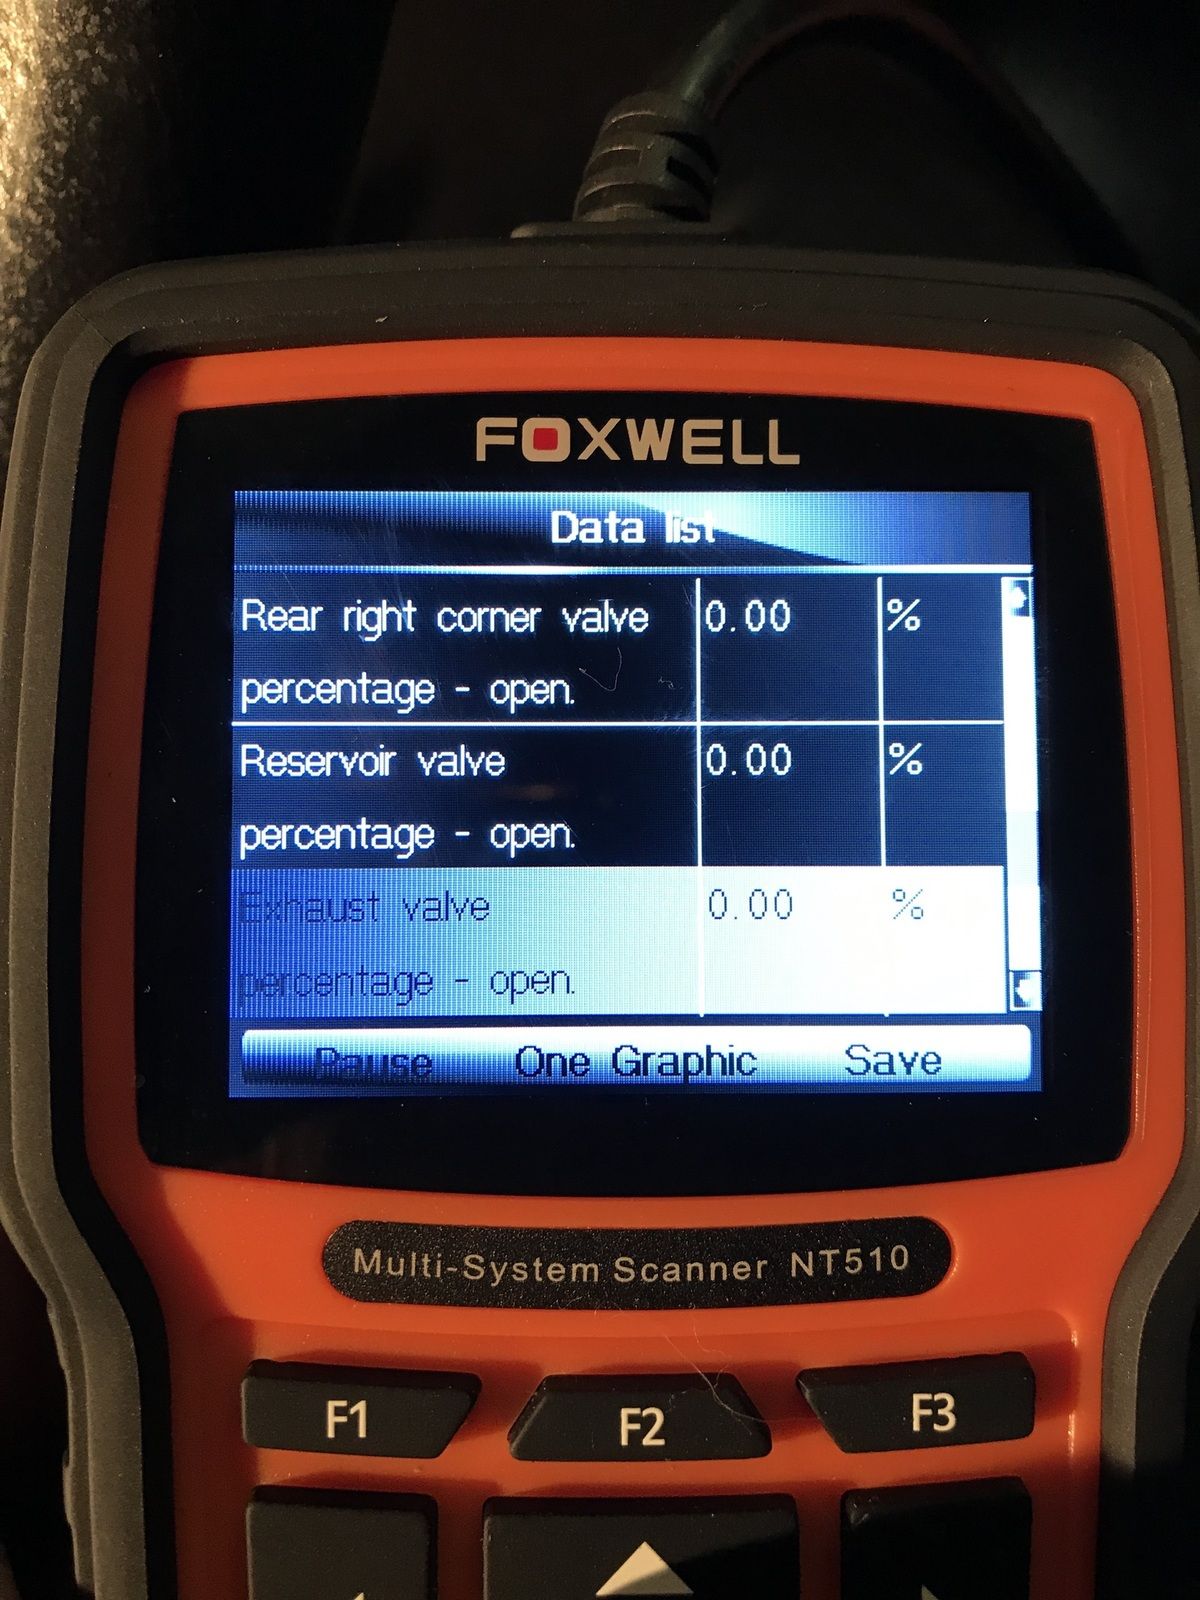 FOXWELL
Data list
Rear right corner valve 0.00 %
percentage - open.
Reservoir valve 0.00 %
percentage - open.
Exhaust valve 0.00 %
percentage - open.
Pause One Graphic Save
Multi-System Scanner NT510
F1 F2 F3